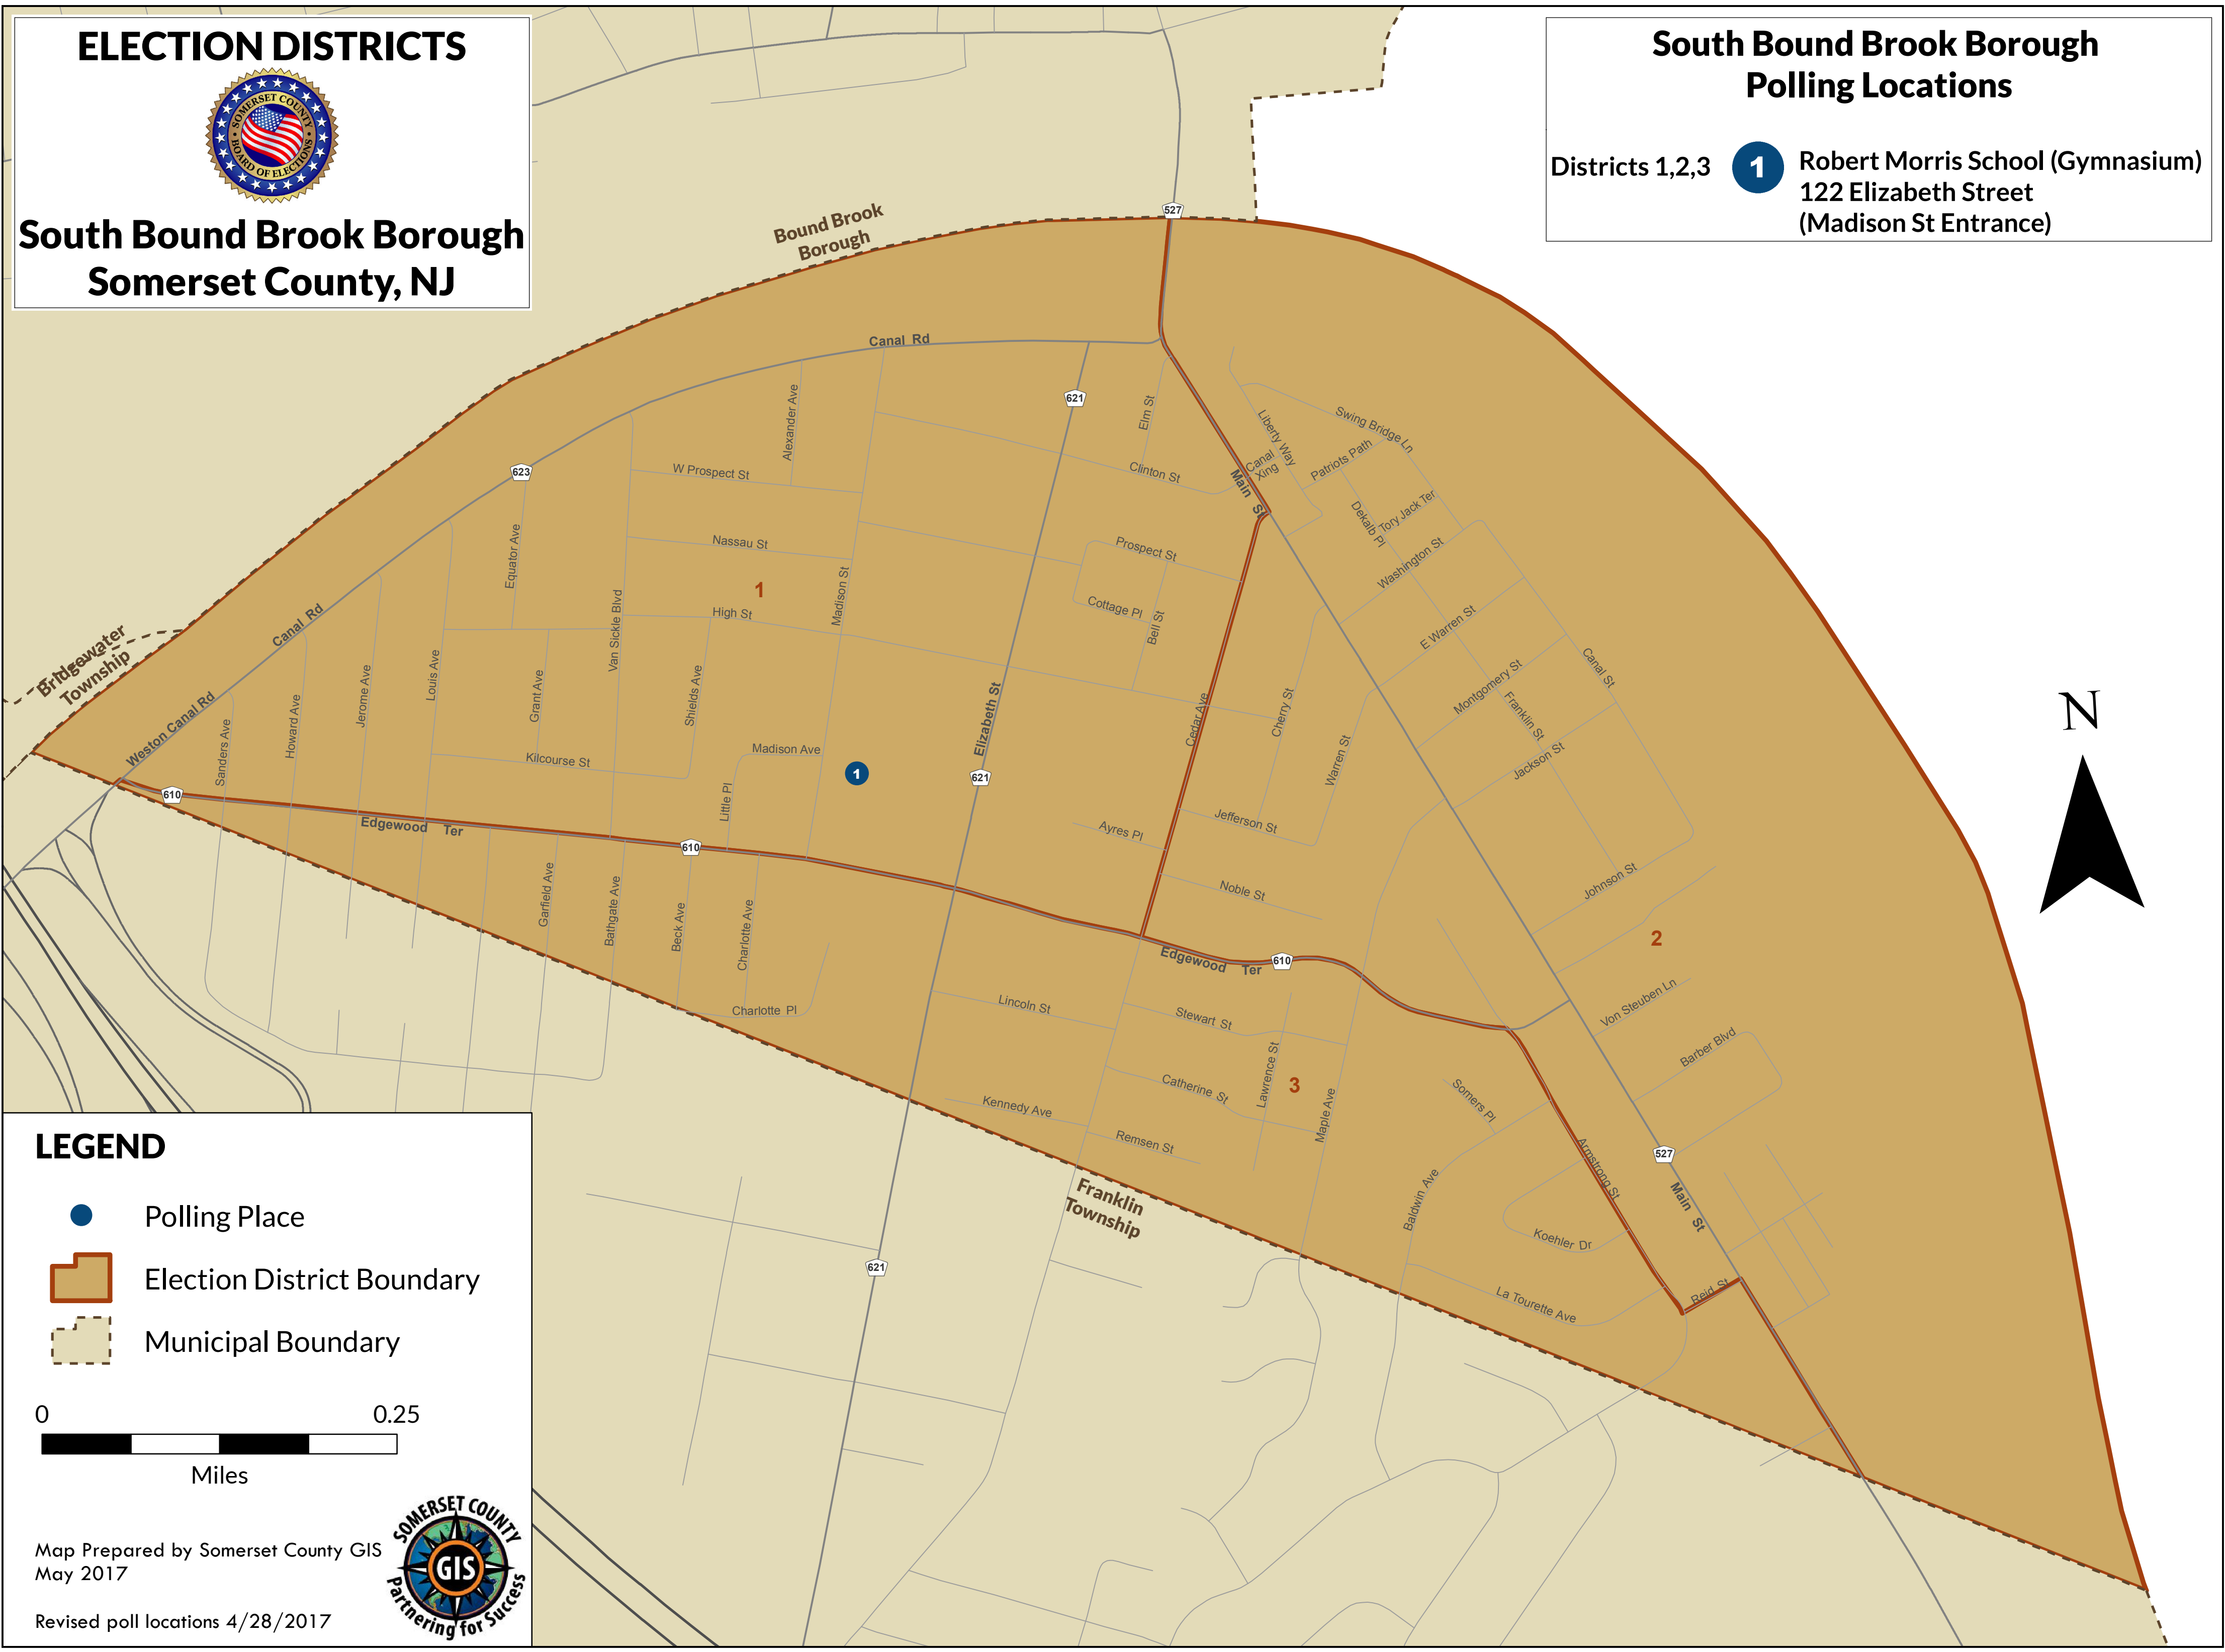 ELECTION DISTRICTS
SOMERSET COUNTY
BOARD OF ELECTIONS
South Bound Brook Borough
Somerset County, NJ
South Bound Brook Borough
Polling Locations
Districts 1,2,3
1
Robert Morris School (Gymnasium)
122 Elizabeth Street
(Madison St Entrance)
527
Bound Brook
Borough
Canal Rd
621
Elm St
Alexander Ave
Liberty Way
Swing Bridge Ln
Canal
Xing
Patriots Path
Clinton St
Main St
623
W Prospect St
Tory Jack Ter
Dekalb Pl
Equator Ave
Nassau St
Prospect St
Washington St
1
Madison St
High St
Cottage Pl
Bell St
E Warren St
Canal Rd
Van Sickle Blvd
Bridgewater
Township
Louis Ave
Jerome Ave
Grant Ave
Shields Ave
Howard Ave
Sanders Ave
Weston Canal Rd
Elizabeth St
Cedar Ave
Cherry St
Warren St
Montgomery St
Franklin St
Canal St
Jackson St
N
Kilcourse St
Madison Ave
Little Pl
1
621
610
Edgewood Ter
610
Ayres Pl
Jefferson St
Noble St
Johnson St
Garfield Ave
Bathgate Ave
Beck Ave
Charlotte Ave
Charlotte Pl
2
Edgewood Ter
610
Lincoln St
Stewart St
Von Steuben Ln
Barber Blvd
Lawrence St
3
Catherine St
Maple Ave
Kennedy Ave
Remsen St
Somers Pl
Armstrong St
527
Main St
Baldwin Ave
Koehler Dr
La Tourette Ave
Reid St
Franklin
Township
621
LEGEND
Polling Place
Election District Boundary
Municipal Boundary
0 0.25
Miles
Map Prepared by Somerset County GIS
May 2017
Revised poll locations 4/28/2017
SOMERSET COUNTY
GIS
Partnering for Success